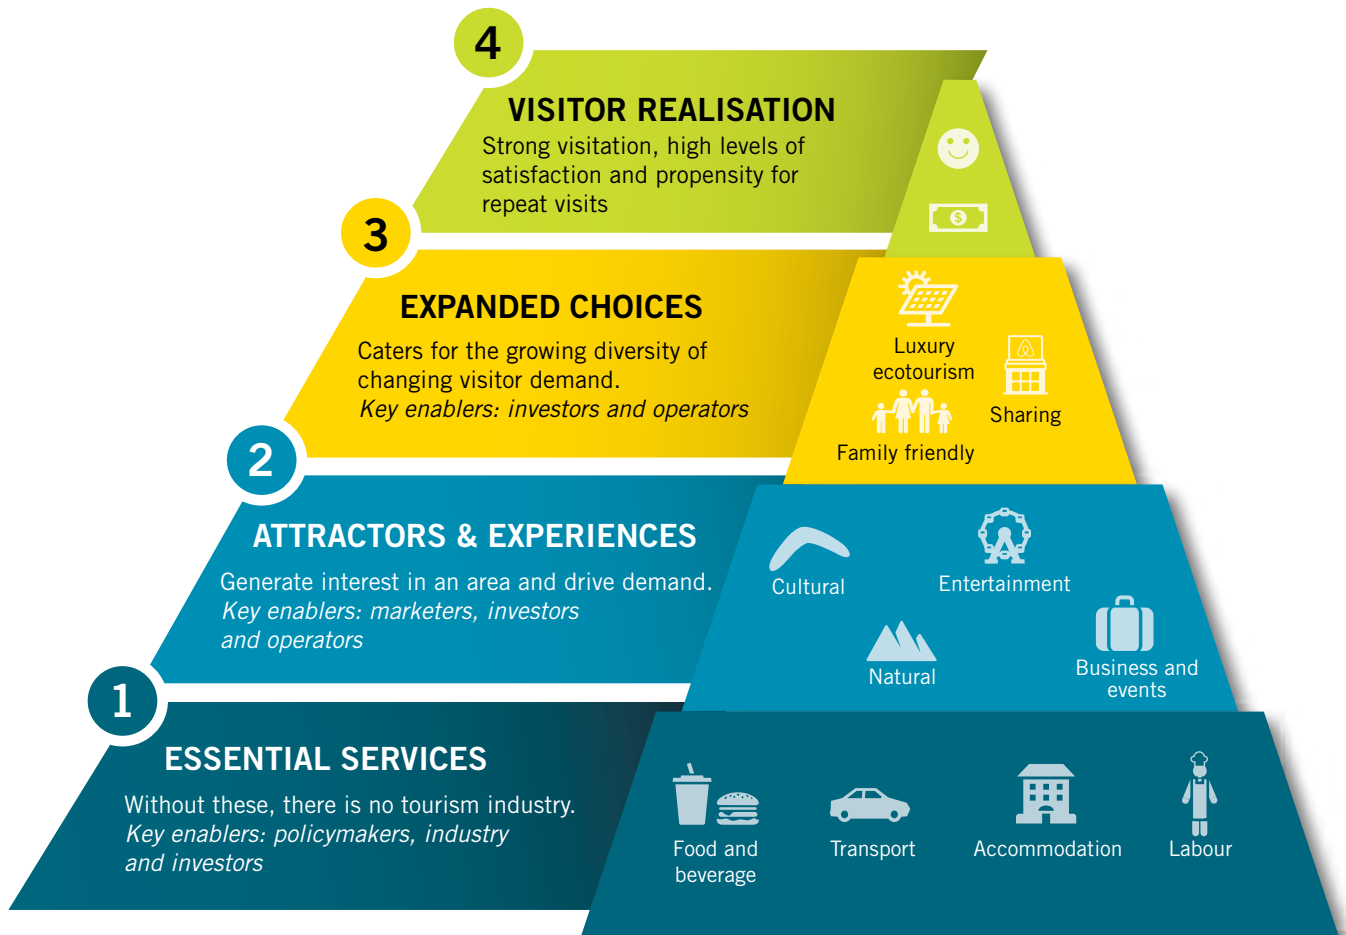 4
VISITOR REALISATION
Strong visitation, high levels of
satisfaction and propensity for
repeat visits
$
3
EXPANDED CHOICES
Caters for the growing diversity of
changing visitor demand.
Key enablers: investors and operators
Luxury
ecotourism
Sharing
Family friendly
2
ATTRACTORS & EXPERIENCES
Generate interest in an area and drive demand.
Key enablers: marketers, investors
and operators
Cultural
Entertainment
Natural
Business and
events
1
ESSENTIAL SERVICES
Without these, there is no tourism industry.
Key enablers: policymakers, industry
and investors
Food and
beverage
Transport
Accommodation
Labour